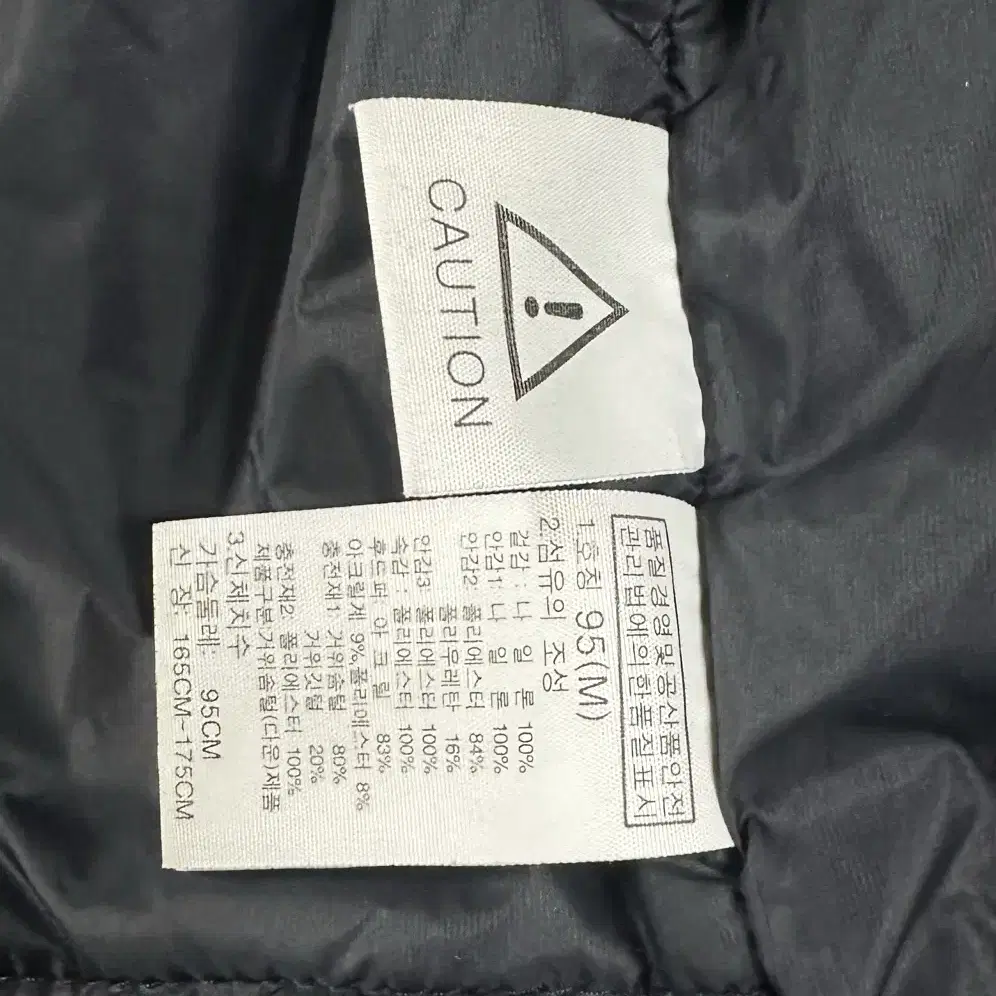 CAUTION
품질경영및공산품안전
관리법에의한품질표시
1.호칭 95(M)
2.섬유의 조성
겉감: 나 일 론 100%
안감1: 나 일 론 100%
안감2: 폴리에스터 84%
폴리우레탄 16%
안감3: 폴리에스터 100%
속감: 폴리에스터 100%
후드퍼: 아 크 릴 83%
아크릴계 9%,폴리에스터 8%
충전재1: 거위솜털 80%
거위깃털 20%
충전재2: 폴리에스터 100%
제품구분:거위솜털(다운)제품
3.신체치수
가슴둘레: 95CM
신 장: 165CM-175CM